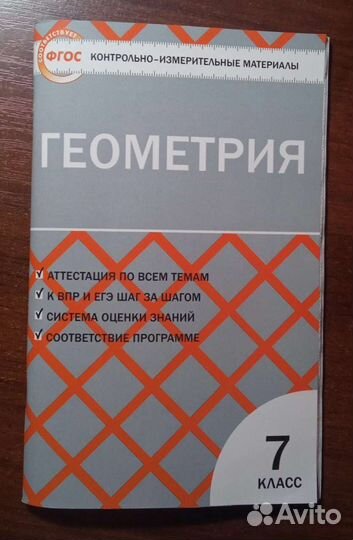 СООТВЕТСТВУЕТ
ФГОС
КОНТРОЛЬНО-ИЗМЕРИТЕЛЬНЫЕ МАТЕРИАЛЫ
ГЕОМЕТРИЯ
АТТЕСТАЦИЯ ПО ВСЕМ ТЕМАМ
К ВПР И ЕГЭ ШАГ ЗА ШАГОМ
СИСТЕМА ОЦЕНКИ ЗНАНИЙ
СООТВЕТСТВИЕ ПРОГРАММЕ
7
КЛАСС
Avito